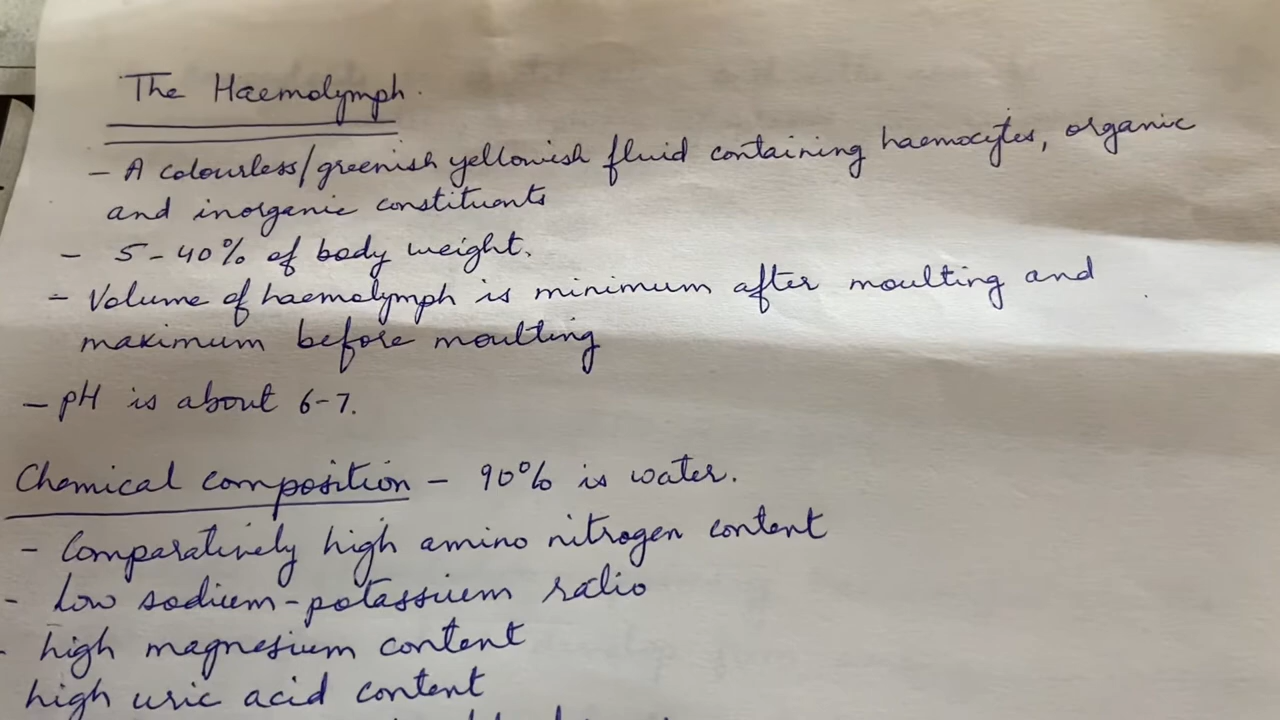 The Haemolymph.
- A colourless/greenish yellowish fluid containing haemocytes, organic
and inorganic constituents
- 5-40% of body weight.
- Volume of haemolymph is minimum after moulting and
maximum before moulting
- pH is about 6-7.
Chemical composition - 90% is water.
- Comparatively high amino nitrogen content
- Low sodium-potassium ratio
- high magnesium content
high uric acid content